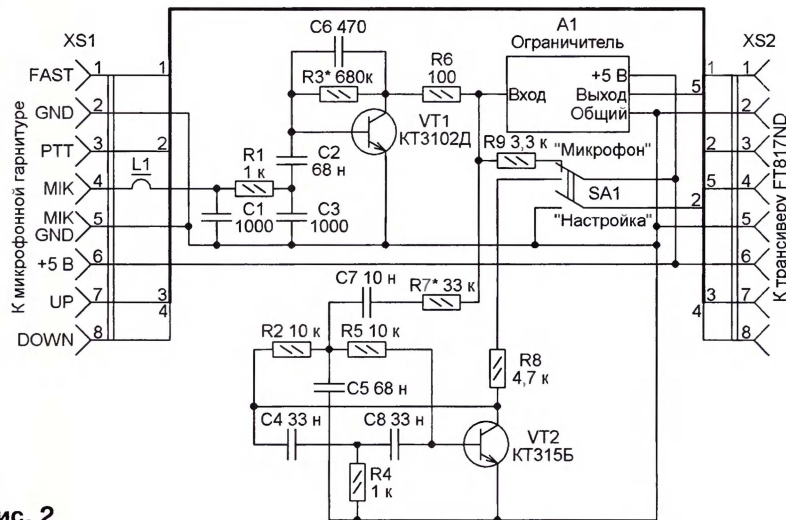 XS1
FAST 1
GND 2
PTT 3
MIK 4
MIK
GND 5
+5 В 6
UP 7
DOWN 8
К микрофонной гарнитуре
1
2
3
4
L1
C6 470
R3* 680к
R1
1 к
C2
68 н
C1
1000
C3
1000
VT1
КТ3102Д
R6
100
A1
Ограничитель
Вход
+5 В
Выход
Общий
R9 3,3 к
"Микрофон"
SA1
"Настройка"
C7 10 н
R7* 33 к
R2 10 к
R5 10 к
C5 68 н
C4 33 н
C8 33 н
R4
1 к
R8
4,7 к
VT2
КТ315Б
XS2
1 1
5 2
2 3
5 4
2 5
6
3 7
4 8
К трансиверу FT817ND
ис. 2